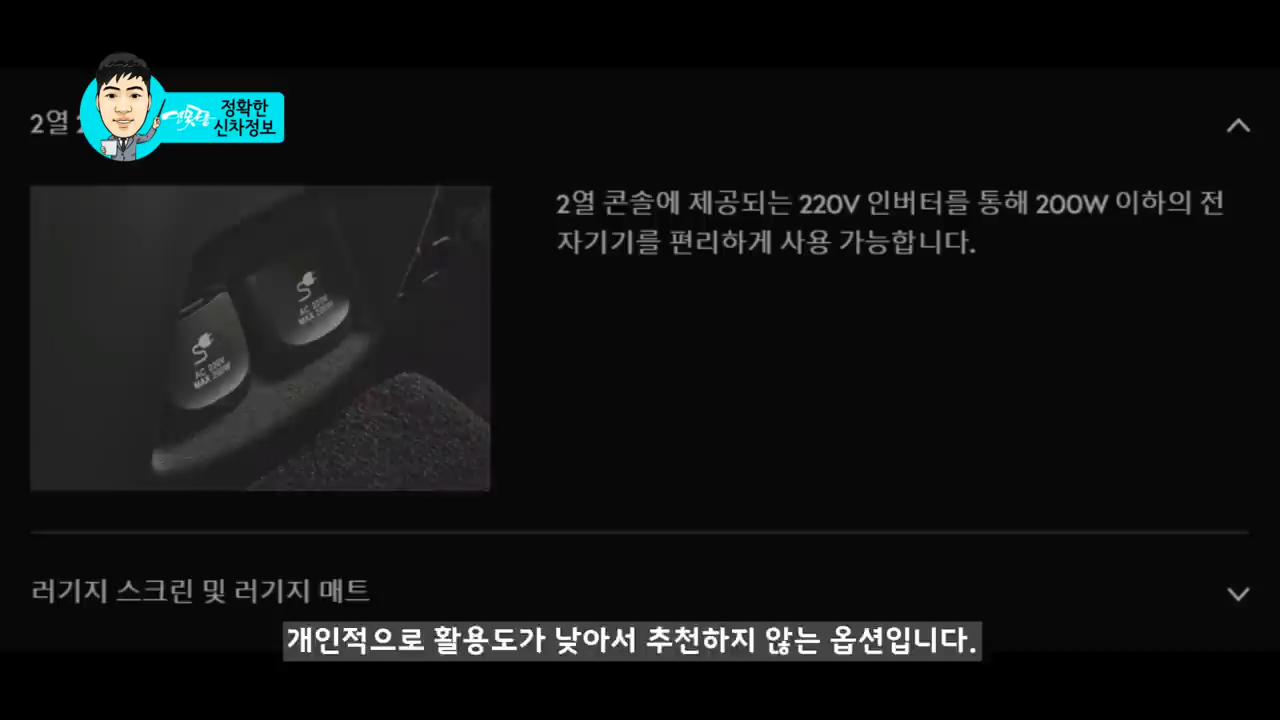 정확한
신차정보
2열
2열 콘솔에 제공되는 220V 인버터를 통해 200W 이하의 전
자기기를 편리하게 사용 가능합니다.
AC 220V
MAX 200W
AC 220V
MAX 200W
러기지 스크린 및 러기지 매트
개인적으로 활용도가 낮아서 추천하지 않는 옵션입니다.